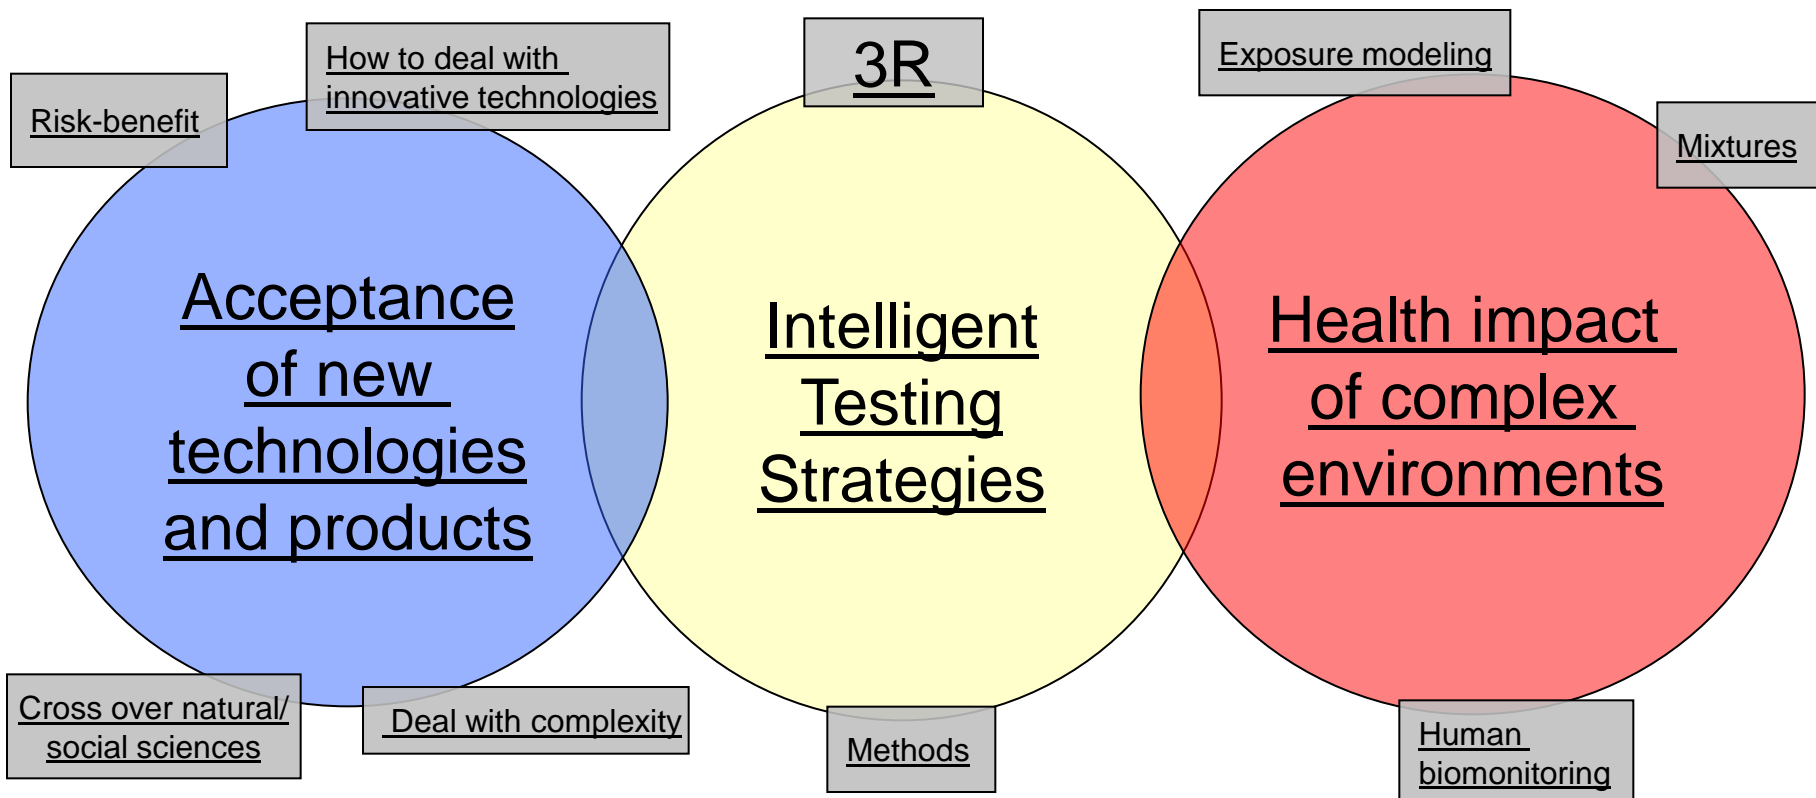 Risk-benefit
How to deal with
innovative technologies
3R
Exposure modeling
Mixtures
Acceptance
of new
technologies
and products
Intelligent
Testing
Strategies
Health impact
of complex
environments
Cross over natural/
social sciences
Deal with complexity
Methods
Human
biomonitoring